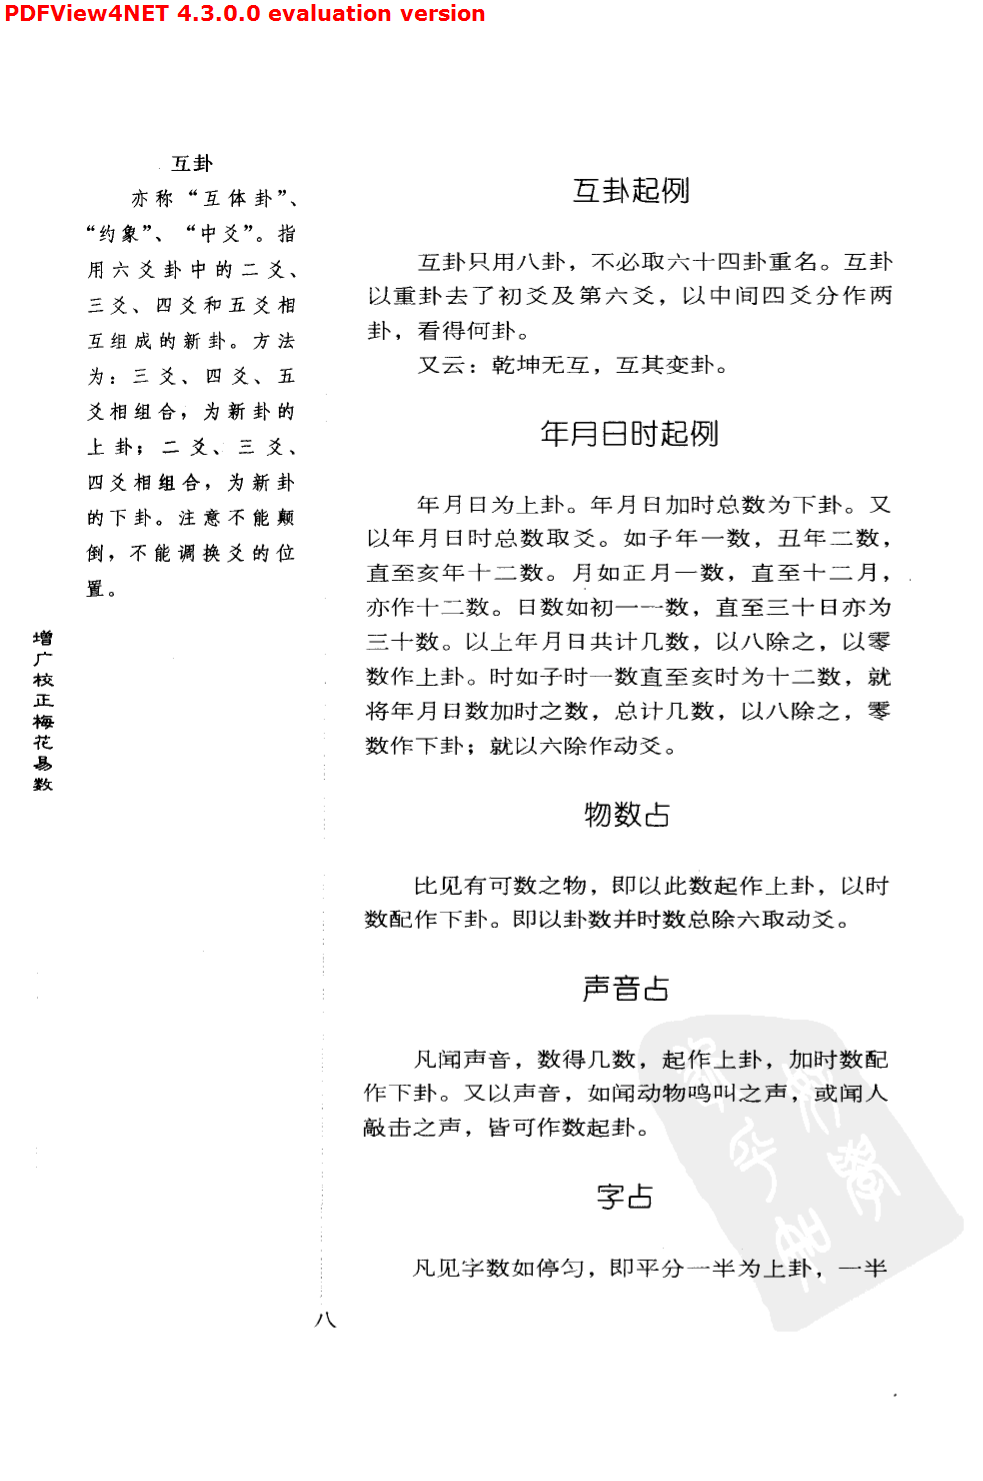 PDFView4NET 4.3.0.0 evaluation version
互卦
亦称“互体卦”、
“约象”、“中爻”。指
用六爻卦中的二爻、
三爻、四爻和五爻相
互组成的新卦。方法
为：三爻、四爻、五
爻相组合，为新卦的
上卦；二爻、三爻、
四爻相组合，为新卦
的下卦。注意不能颠
倒，不能调换爻的位
置。
增广校正梅花易数
互卦起例
互卦只用八卦，不必取六十四卦重名。互卦
以重卦去了初爻及第六爻，以中间四爻分作两
卦，看得何卦。
又云：乾坤无互，互其变卦。
年月日时起例
年月日为上卦。年月日加时总数为下卦。又
以年月日时总数取爻。如子年一数，丑年二数，
直至亥年十二数。月如正月一数，直至十二月，
亦作十二数。日数如初一一数，直至三十日亦为
三十数。以上年月日共计几数，以八除之，以零
数作上卦。时如子时一数直至亥时为十二数，就
将年月日数加时之数，总计几数，以八除之，零
数作下卦；就以六除作动爻。
物数占
比见有可数之物，即以此数起作上卦，以时
数配作下卦。即以卦数并时数总除六取动爻。
声音占
凡闻声音，数得几数，起作上卦，加时数配
作下卦。又以声音，如闻动物鸣叫之声，或闻人
敲击之声，皆可作数起卦。
字占
凡见字数如停匀，即平分一半为上卦，一半
八